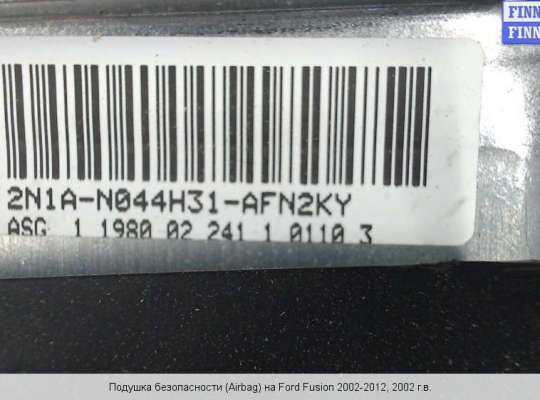 FINN
FINN
2N1A-N044H31-AFN2KY
ASG 1 1980 02 241 1 0110 3
Подушка безопасности (Airbag) на Ford Fusion 2002-2012, 2002 г.в.